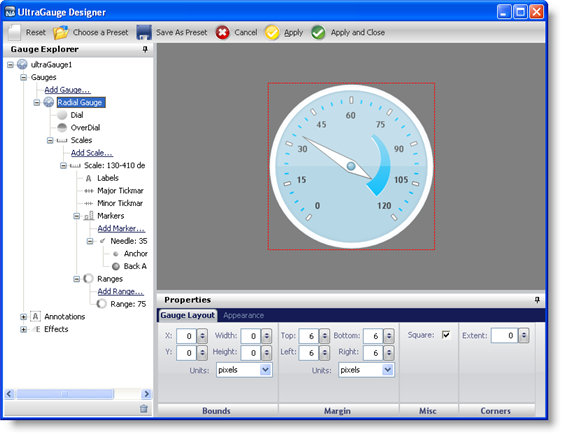 UltraGauge Designer
Reset Choose a Preset Save As Preset Cancel Apply Apply and Close
Gauge Explorer
ultraGauge1
Gauges
Add Gauge...
Radial Gauge
Dial
OverDial
Scales
Add Scale...
Scale: 130-410 de
Labels
Major Tickmar
Minor Tickmar
Markers
Add Marker...
Needle: 35
Anchor
Back A
Ranges
Add Range...
Range: 75
A Annotations
Effects
0 15 30 45 60 75 90 105 120
Properties
Gauge Layout Appearance
X: 0 Width: 0 Top: 6 Bottom: 6 Square: Extent: 0
Y: 0 Height: 0 Left: 6 Right: 6
Units: pixels Units: pixels
Bounds Margin Misc Corners